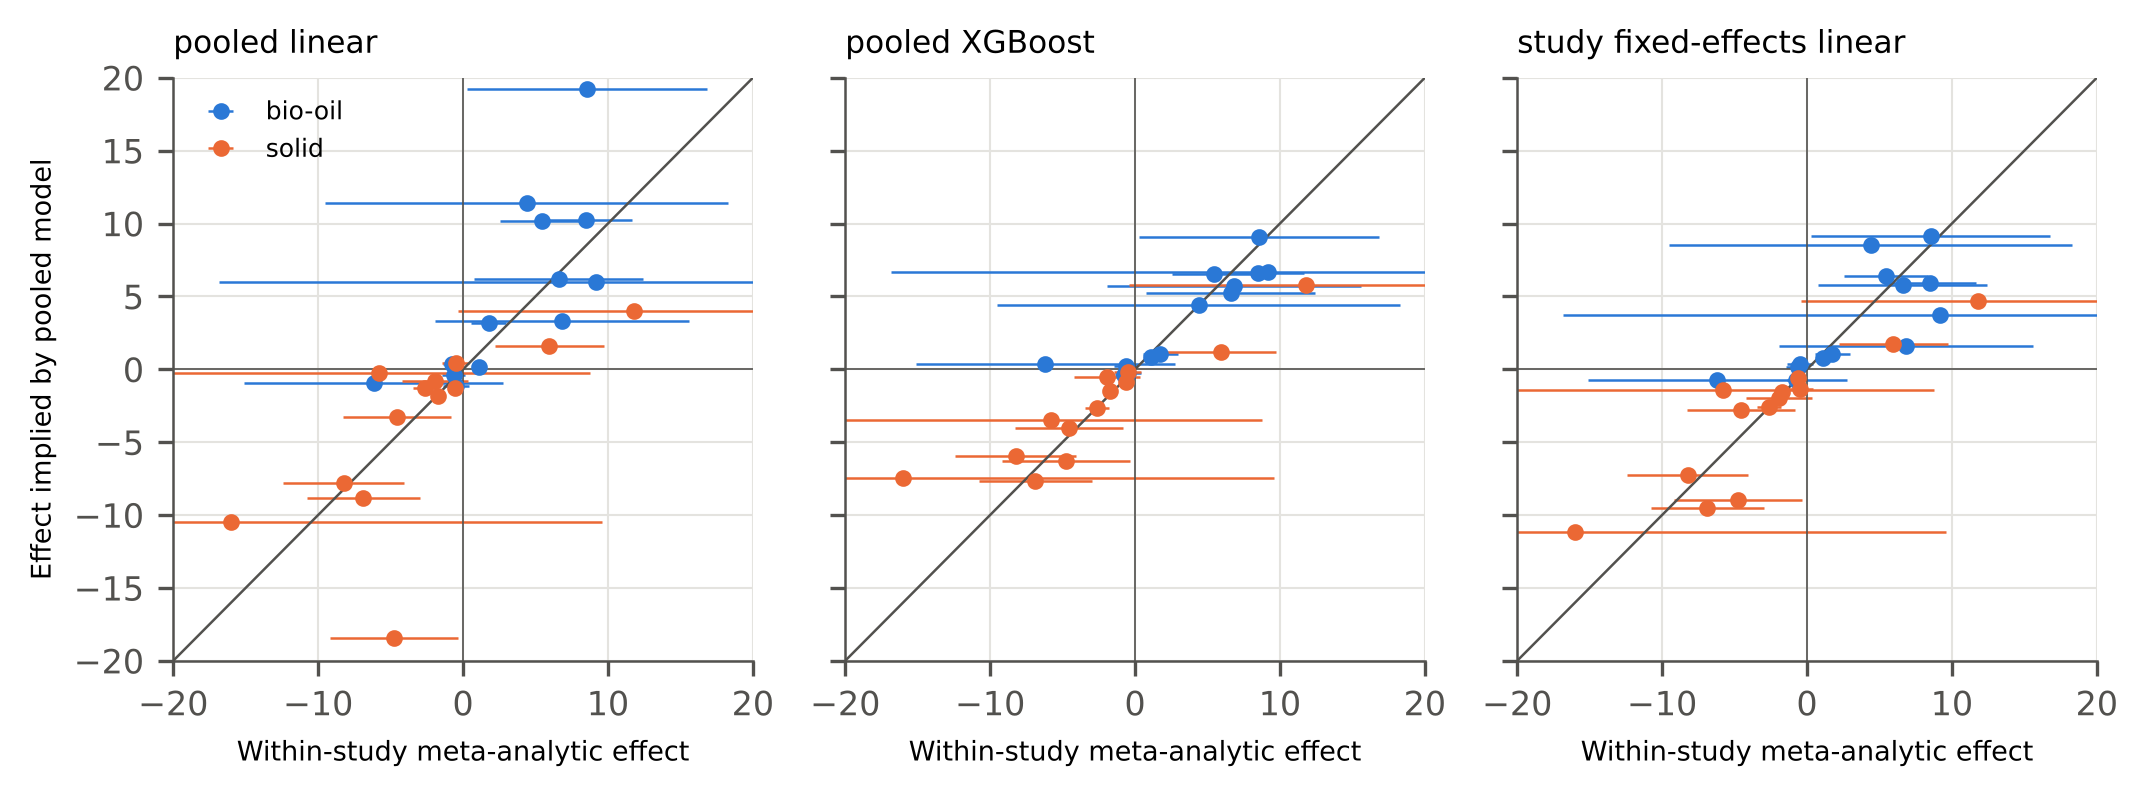 pooled linear
pooled XGBoost
study fixed-effects linear
Effect implied by pooled model
20
15
10
5
0
−5
−10
−15
−20
bio-oil
solid
−20 −10 0 10 20
−20 −10 0 10 20
−20 −10 0 10 20
Within-study meta-analytic effect
Within-study meta-analytic effect
Within-study meta-analytic effect